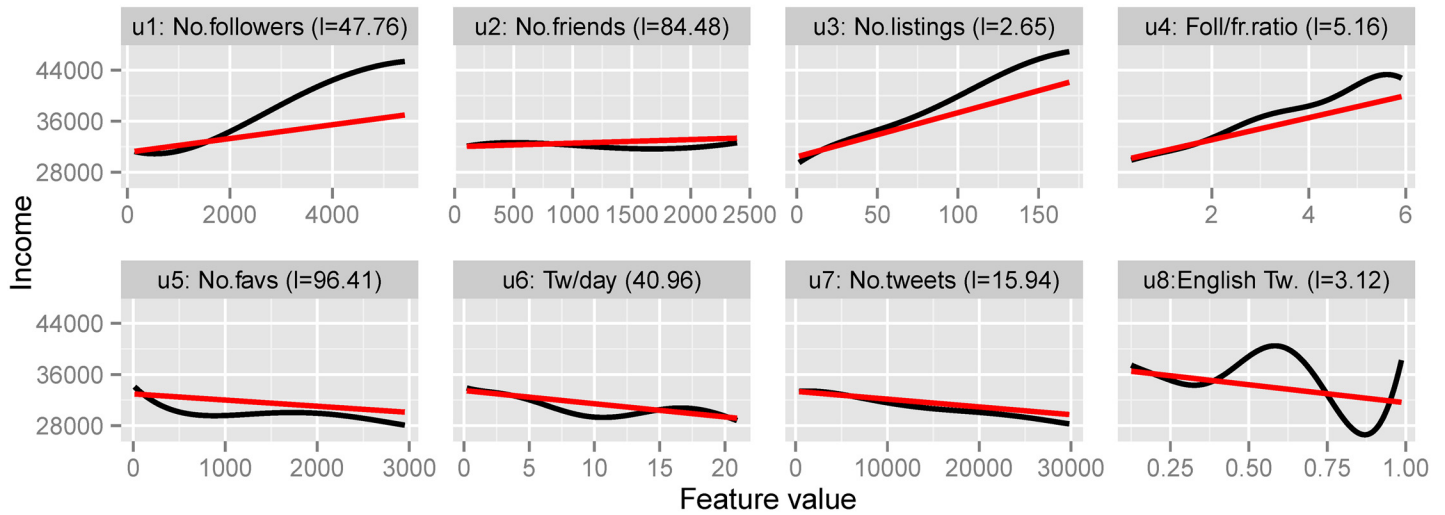 u1: No.followers (l=47.76) u2: No.friends (l=84.48) u3: No.listings (l=2.65) u4: Foll/fr.ratio (l=5.16)
44000
36000
28000
0 2000 4000 0 500 1000 1500 2000 2500 0 50 100 150 2 4 6
Income
u5: No.favs (l=96.41) u6: Tw/day (40.96) u7: No.tweets (l=15.94) u8:English Tw. (l=3.12)
44000
36000
28000
0 1000 2000 3000 0 5 10 15 20 0 10000 20000 30000 0.25 0.50 0.75 1.00
Feature value